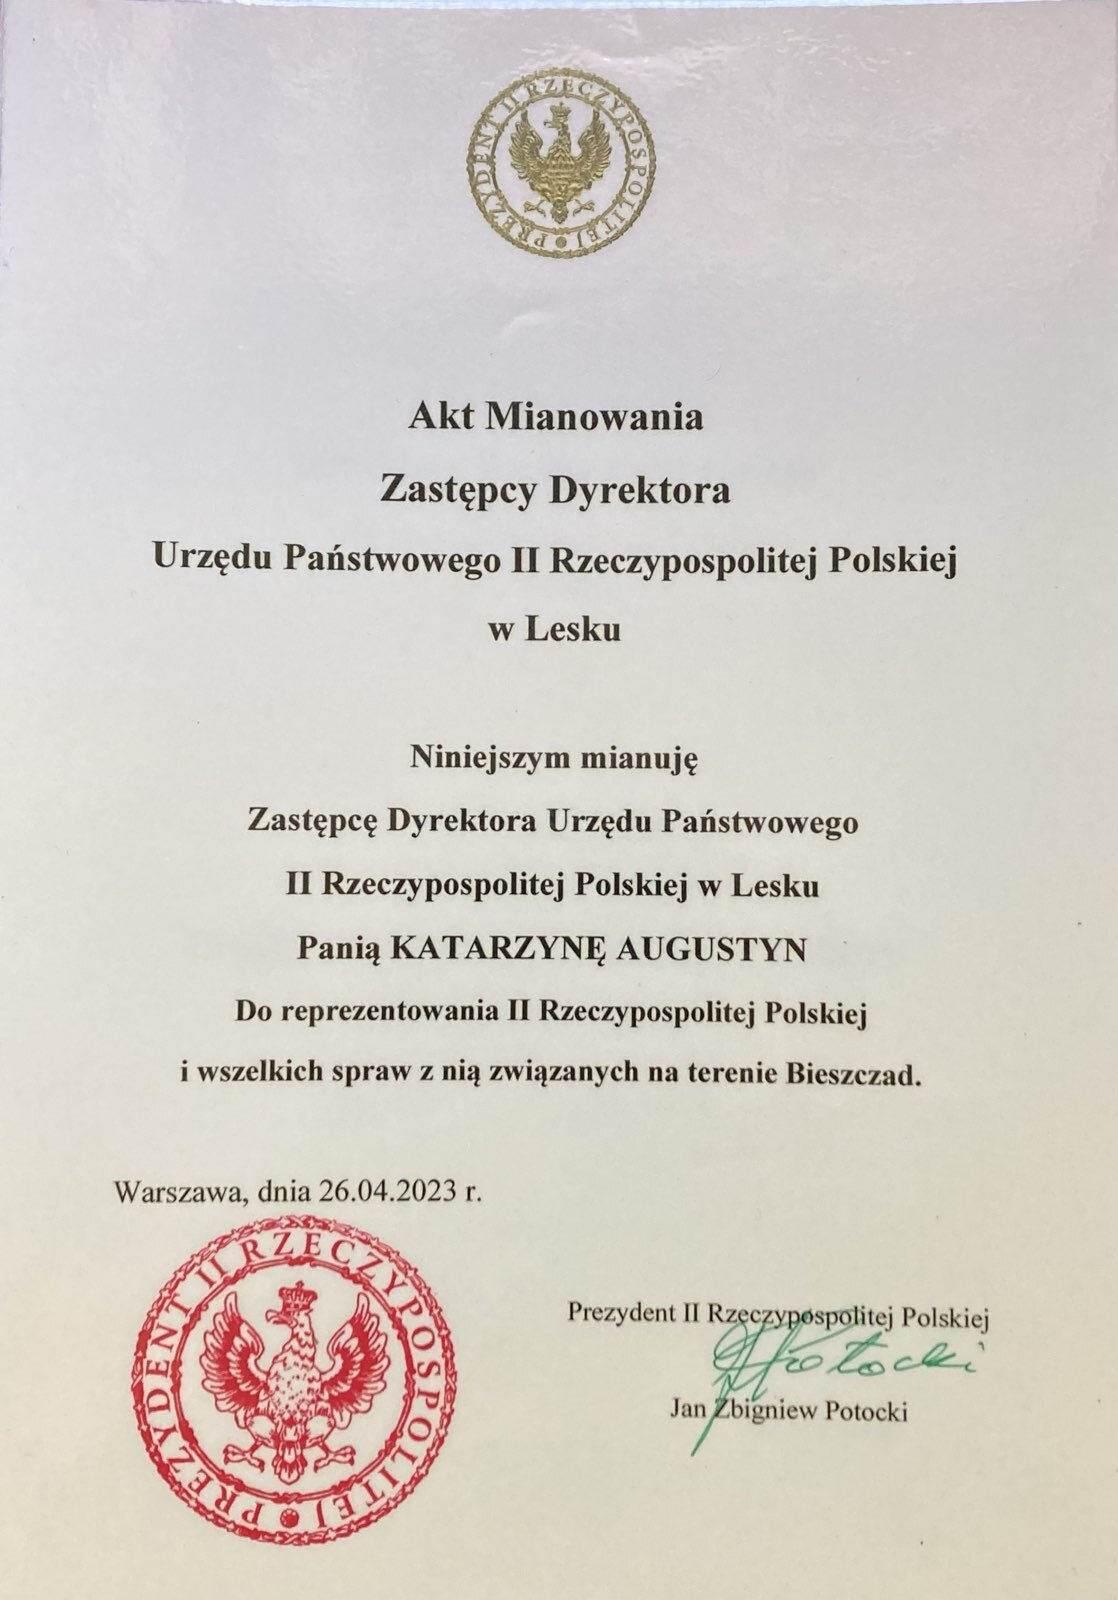 PREZYDENT II RZECZYPOSPOLITEJ
Akt Mianowania
Zastępcy Dyrektora
Urzędu Państwowego II Rzeczypospolitej Polskiej
w Lesku
Niniejszym mianuję
Zastępcę Dyrektora Urzędu Państwowego
II Rzeczypospolitej Polskiej w Lesku
Panią KATARZYNĘ AUGUSTYN
Do reprezentowania II Rzeczypospolitej Polskiej
i wszelkich spraw z nią związanych na terenie Bieszczad.
Warszawa, dnia 26.04.2023 r.
PREZYDENT II RZECZYPOSPOLITEJ
Prezydent II Rzeczypospolitej Polskiej
JZPotocki
Jan Zbigniew Potocki